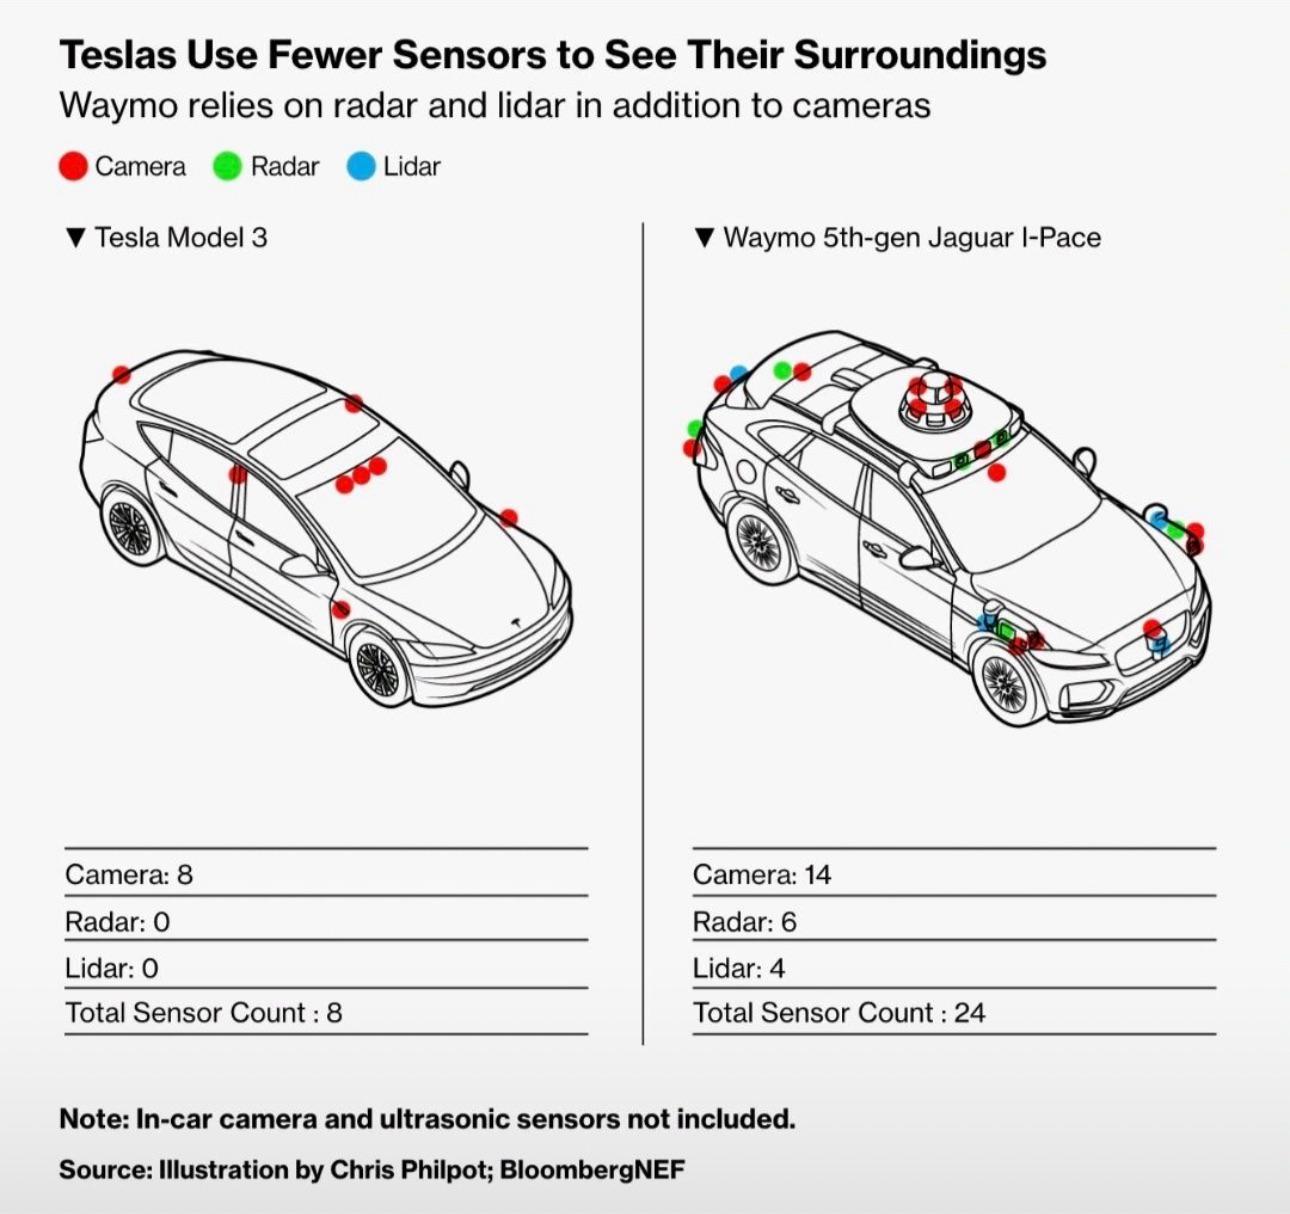 Teslas Use Fewer Sensors to See Their Surroundings
Waymo relies on radar and lidar in addition to cameras
Camera Radar Lidar
▼ Tesla Model 3
▼ Waymo 5th-gen Jaguar I-Pace
Camera: 8
Radar: 0
Lidar: 0
Total Sensor Count : 8
Camera: 14
Radar: 6
Lidar: 4
Total Sensor Count : 24
Note: In-car camera and ultrasonic sensors not included.
Source: Illustration by Chris Philpot; BloombergNEF